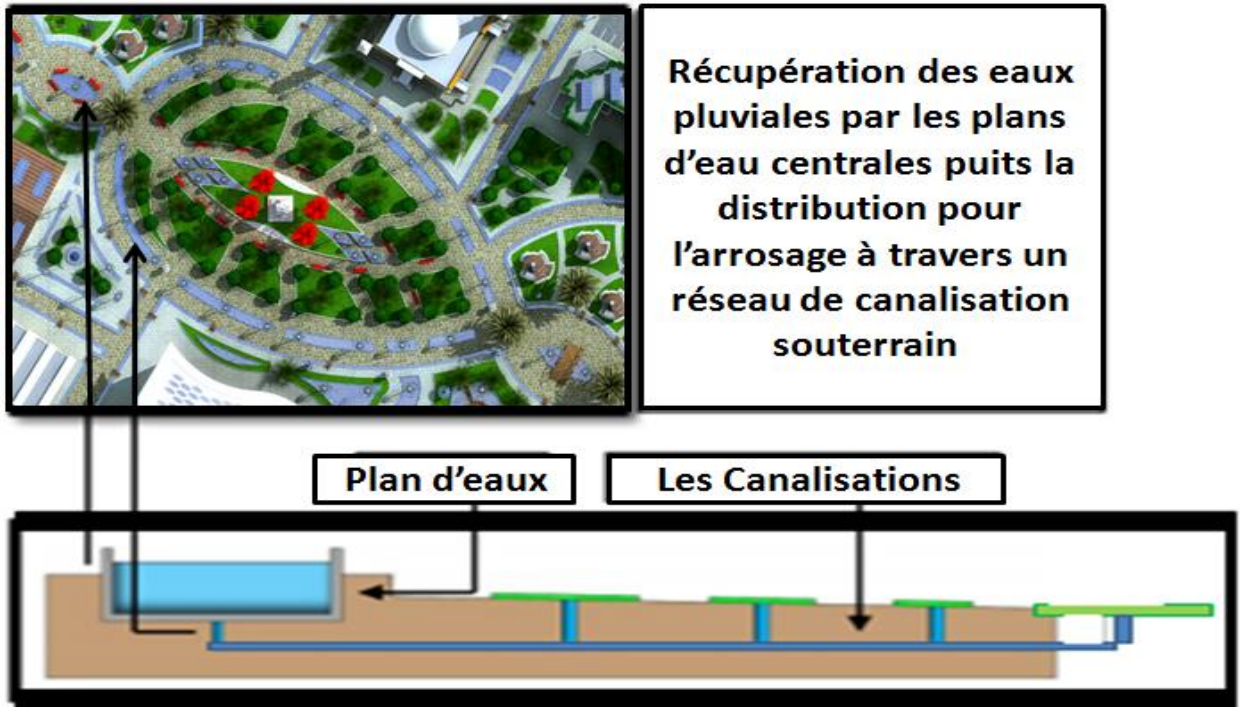 Récupération des eaux
pluviales par les plans
d'eau centrales puits la
distribution pour
l'arrosage à travers un
réseau de canalisation
souterrain
Plan d'eaux
Les Canalisations